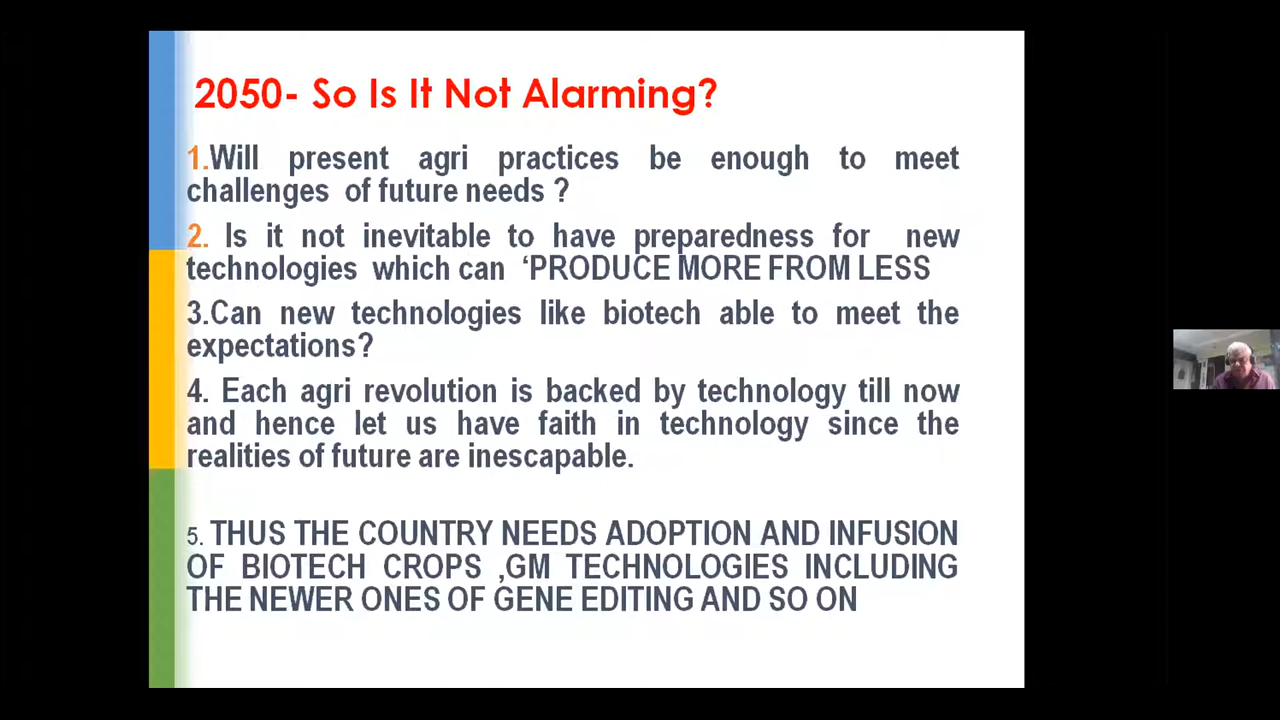 2050- So Is It Not Alarming?
1.Will present agri practices be enough to meet
challenges of future needs ?
2. Is it not inevitable to have preparedness for new
technologies which can ‘PRODUCE MORE FROM LESS
3.Can new technologies like biotech able to meet the
expectations?
4. Each agri revolution is backed by technology till now
and hence let us have faith in technology since the
realities of future are inescapable.
5. THUS THE COUNTRY NEEDS ADOPTION AND INFUSION
OF BIOTECH CROPS ,GM TECHNOLOGIES INCLUDING
THE NEWER ONES OF GENE EDITING AND SO ON